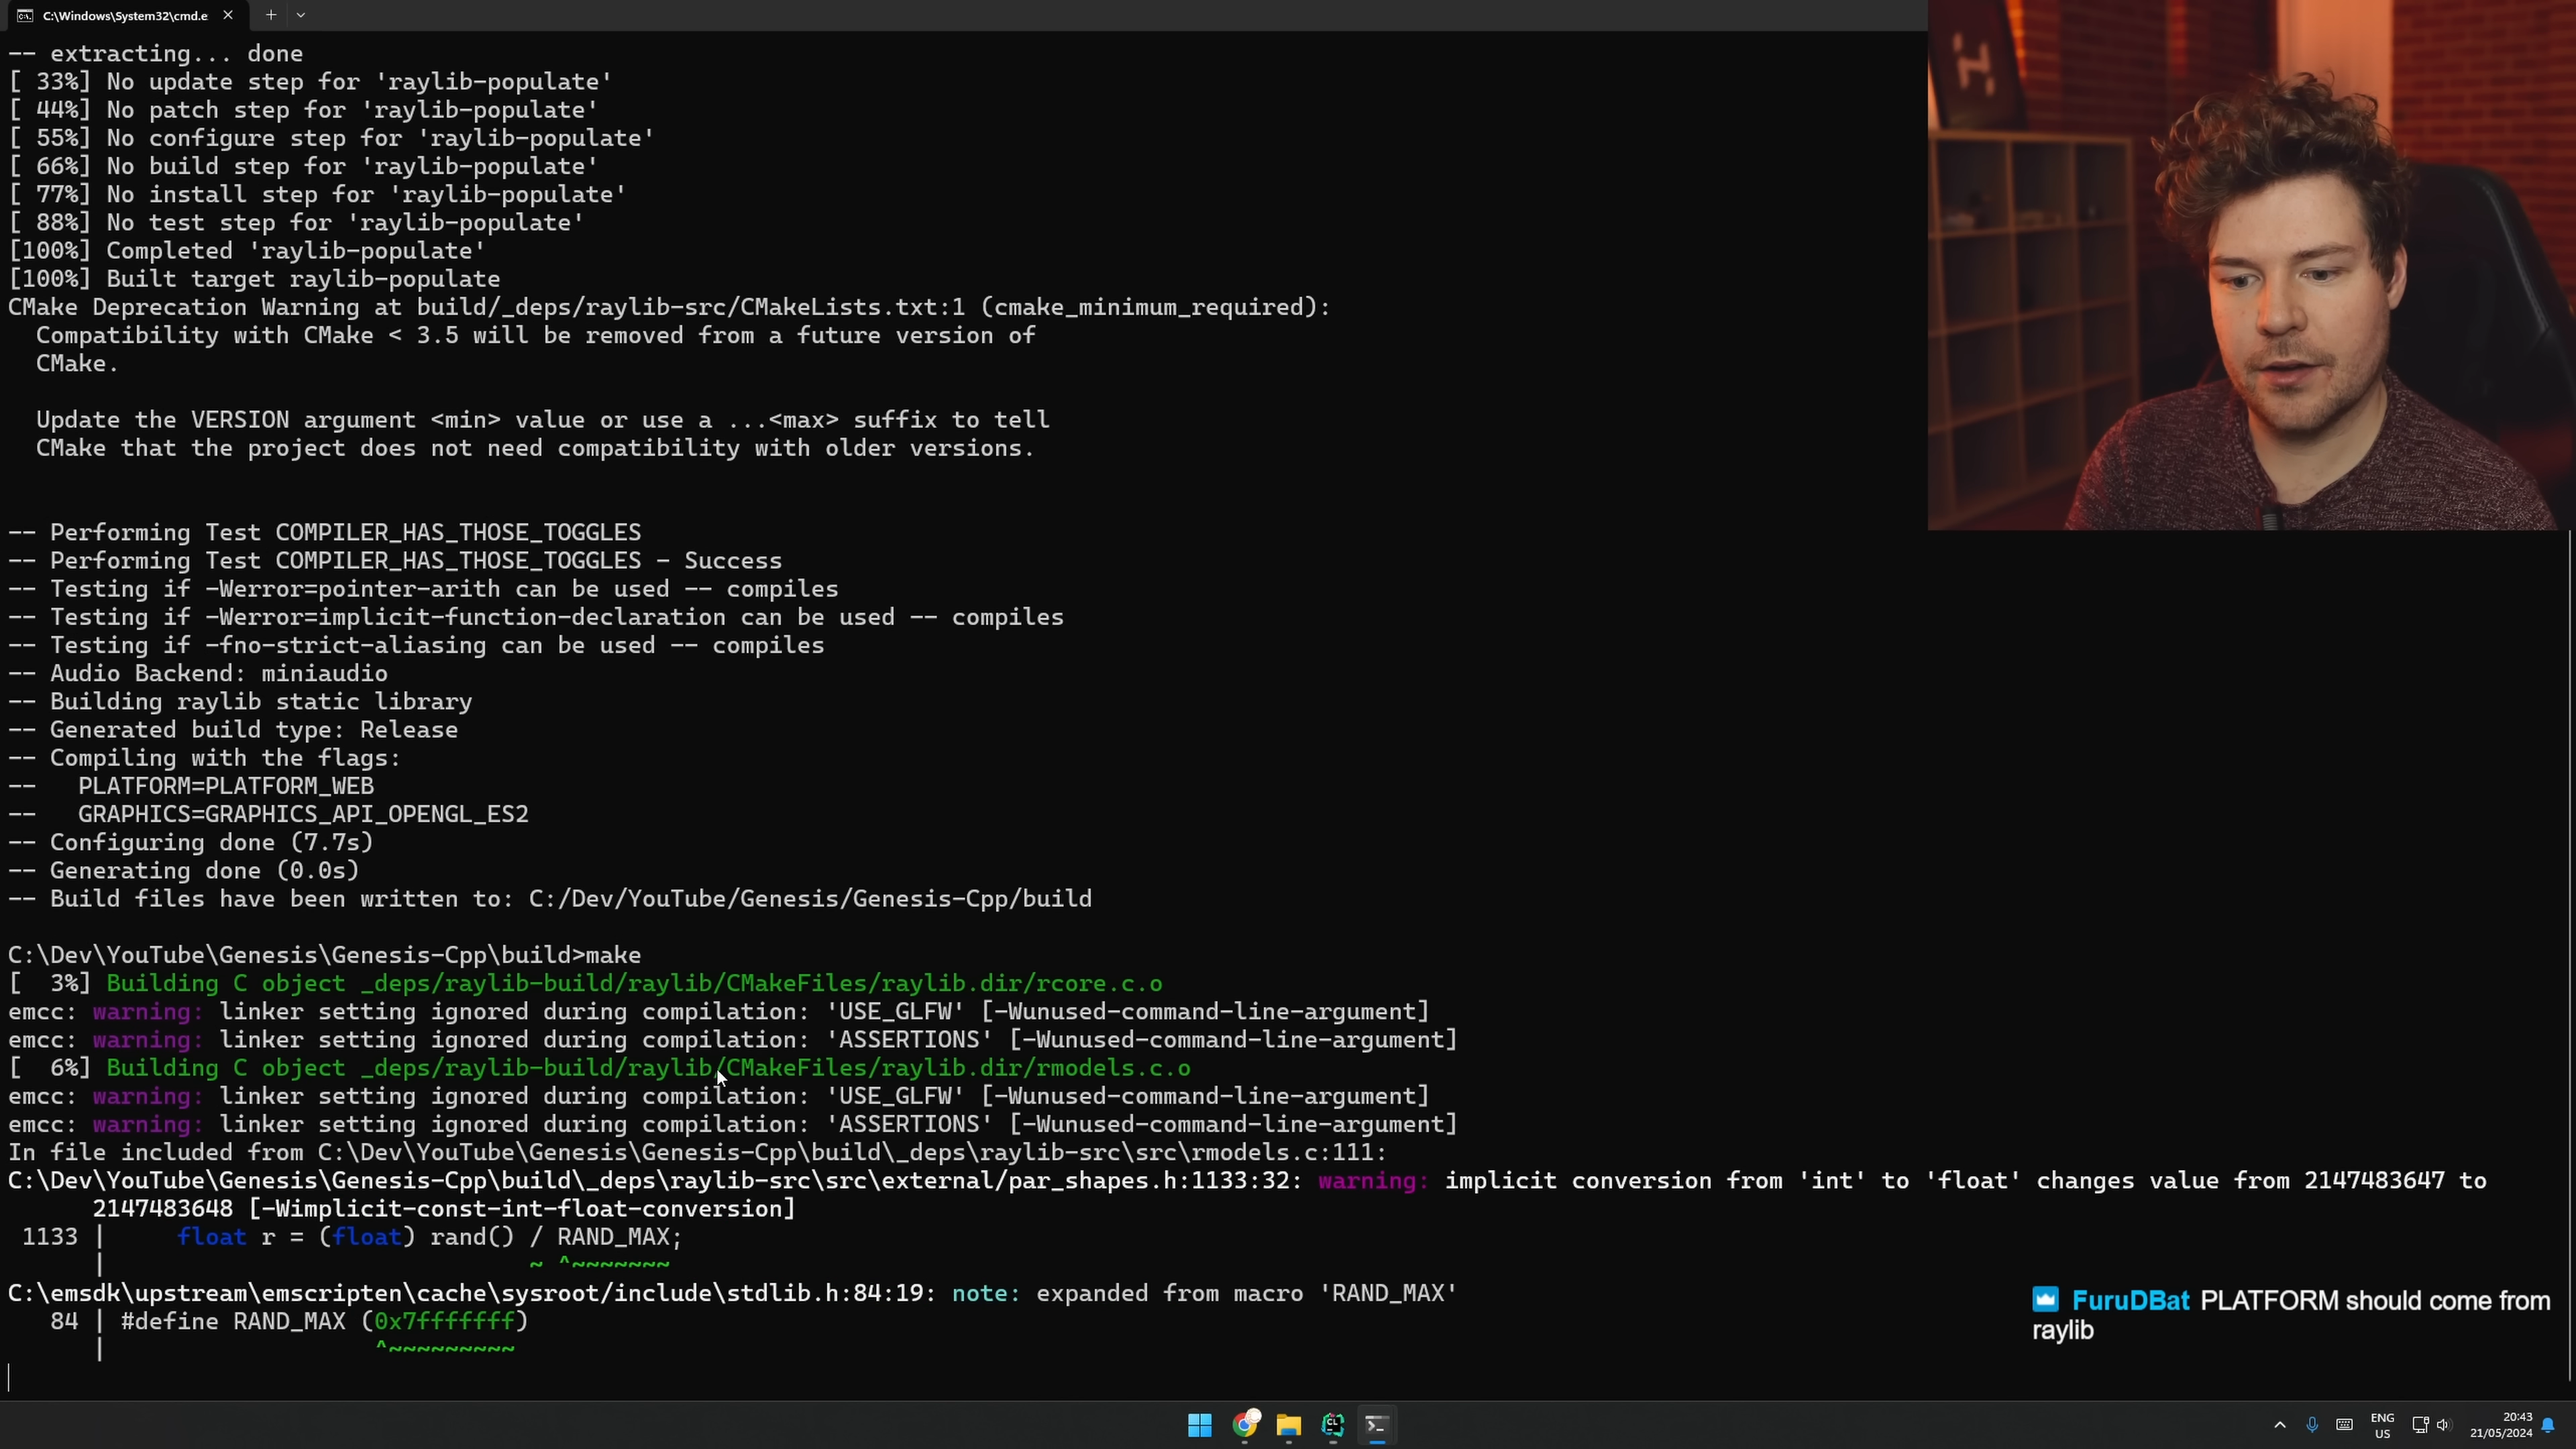 C:\Windows\System32\cmd.e
-- extracting... done
[ 33%] No update step for 'raylib-populate'
[ 44%] No patch step for 'raylib-populate'
[ 55%] No configure step for 'raylib-populate'
[ 66%] No build step for 'raylib-populate'
[ 77%] No install step for 'raylib-populate'
[ 88%] No test step for 'raylib-populate'
[100%] Completed 'raylib-populate'
[100%] Built target raylib-populate
CMake Deprecation Warning at build/_deps/raylib-src/CMakeLists.txt:1 (cmake_minimum_required):
Compatibility with CMake < 3.5 will be removed from a future version of
CMake.
Update the VERSION argument <min> value or use a ...<max> suffix to tell
CMake that the project does not need compatibility with older versions.
-- Performing Test COMPILER_HAS_THOSE_TOGGLES
-- Performing Test COMPILER_HAS_THOSE_TOGGLES - Success
-- Testing if -Werror=pointer-arith can be used -- compiles
-- Testing if -Werror=implicit-function-declaration can be used -- compiles
-- Testing if -fno-strict-aliasing can be used -- compiles
-- Audio Backend: miniaudio
-- Building raylib static library
-- Generated build type: Release
-- Compiling with the flags:
--   PLATFORM=PLATFORM_WEB
--   GRAPHICS=GRAPHICS_API_OPENGL_ES2
-- Configuring done (7.7s)
-- Generating done (0.0s)
-- Build files have been written to: C:/Dev/YouTube/Genesis/Genesis-Cpp/build
C:\Dev\YouTube\Genesis\Genesis-Cpp\build>make
[  3%] Building C object _deps/raylib-build/raylib/CMakeFiles/raylib.dir/rcore.c.o
emcc: warning: linker setting ignored during compilation: 'USE_GLFW' [-Wunused-command-line-argument]
emcc: warning: linker setting ignored during compilation: 'ASSERTIONS' [-Wunused-command-line-argument]
[  6%] Building C object _deps/raylib-build/raylib/CMakeFiles/raylib.dir/rmodels.c.o
emcc: warning: linker setting ignored during compilation: 'USE_GLFW' [-Wunused-command-line-argument]
emcc: warning: linker setting ignored during compilation: 'ASSERTIONS' [-Wunused-command-line-argument]
In file included from C:\Dev\YouTube\Genesis\Genesis-Cpp\build\_deps\raylib-src\src\rmodels.c:111:
C:\Dev\YouTube\Genesis\Genesis-Cpp\build\_deps\raylib-src\src\external/par_shapes.h:1133:32: warning: implicit conversion from 'int' to 'float' changes value from 2147483647 to
2147483648 [-Wimplicit-const-int-float-conversion]
1133 |     float r = (float) rand() / RAND_MAX;
|                              ~ ^~~~~~~~
C:\emsdk\upstream\emscripten\cache\sysroot/include\stdlib.h:84:19: note: expanded from macro 'RAND_MAX'
84 | #define RAND_MAX (0x7fffffff)
|                   ^~~~~~~~~~
FuruDBat PLATFORM should come from
raylib
ENG
US
20:43
21/05/2024